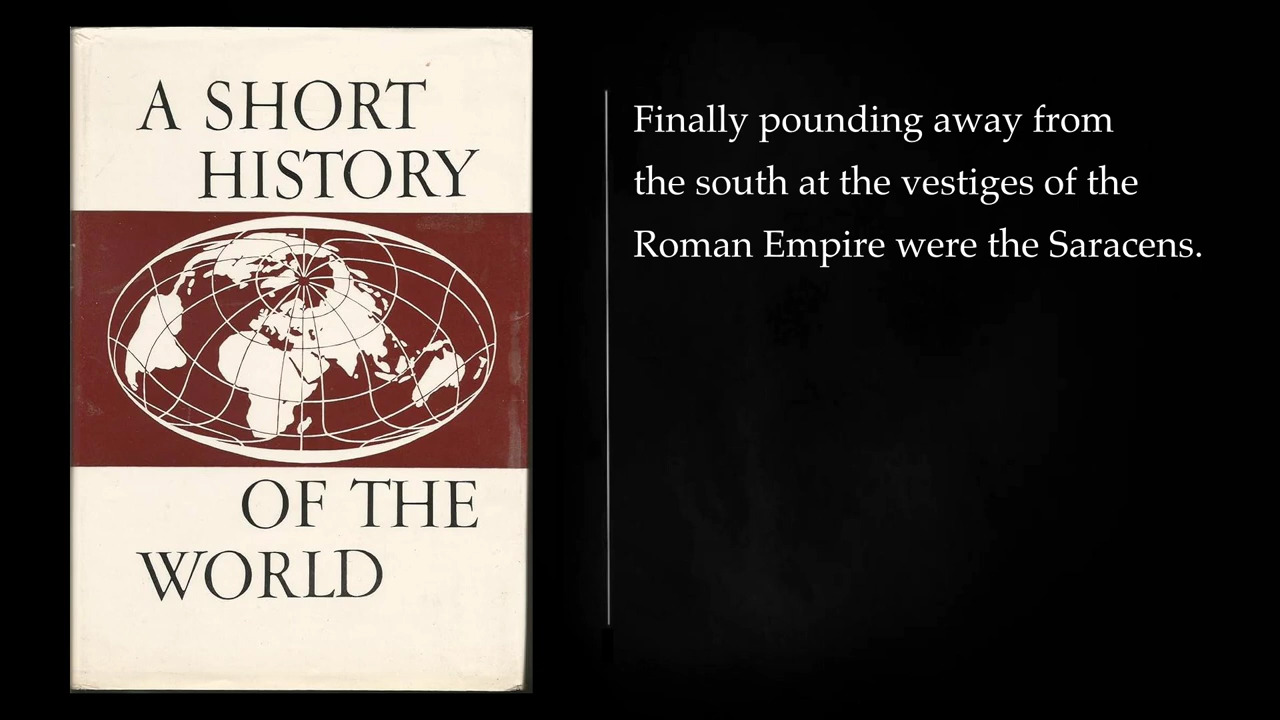 A SHORT
HISTORY
OF THE
WORLD
Finally pounding away from
the south at the vestiges of the
Roman Empire were the Saracens.